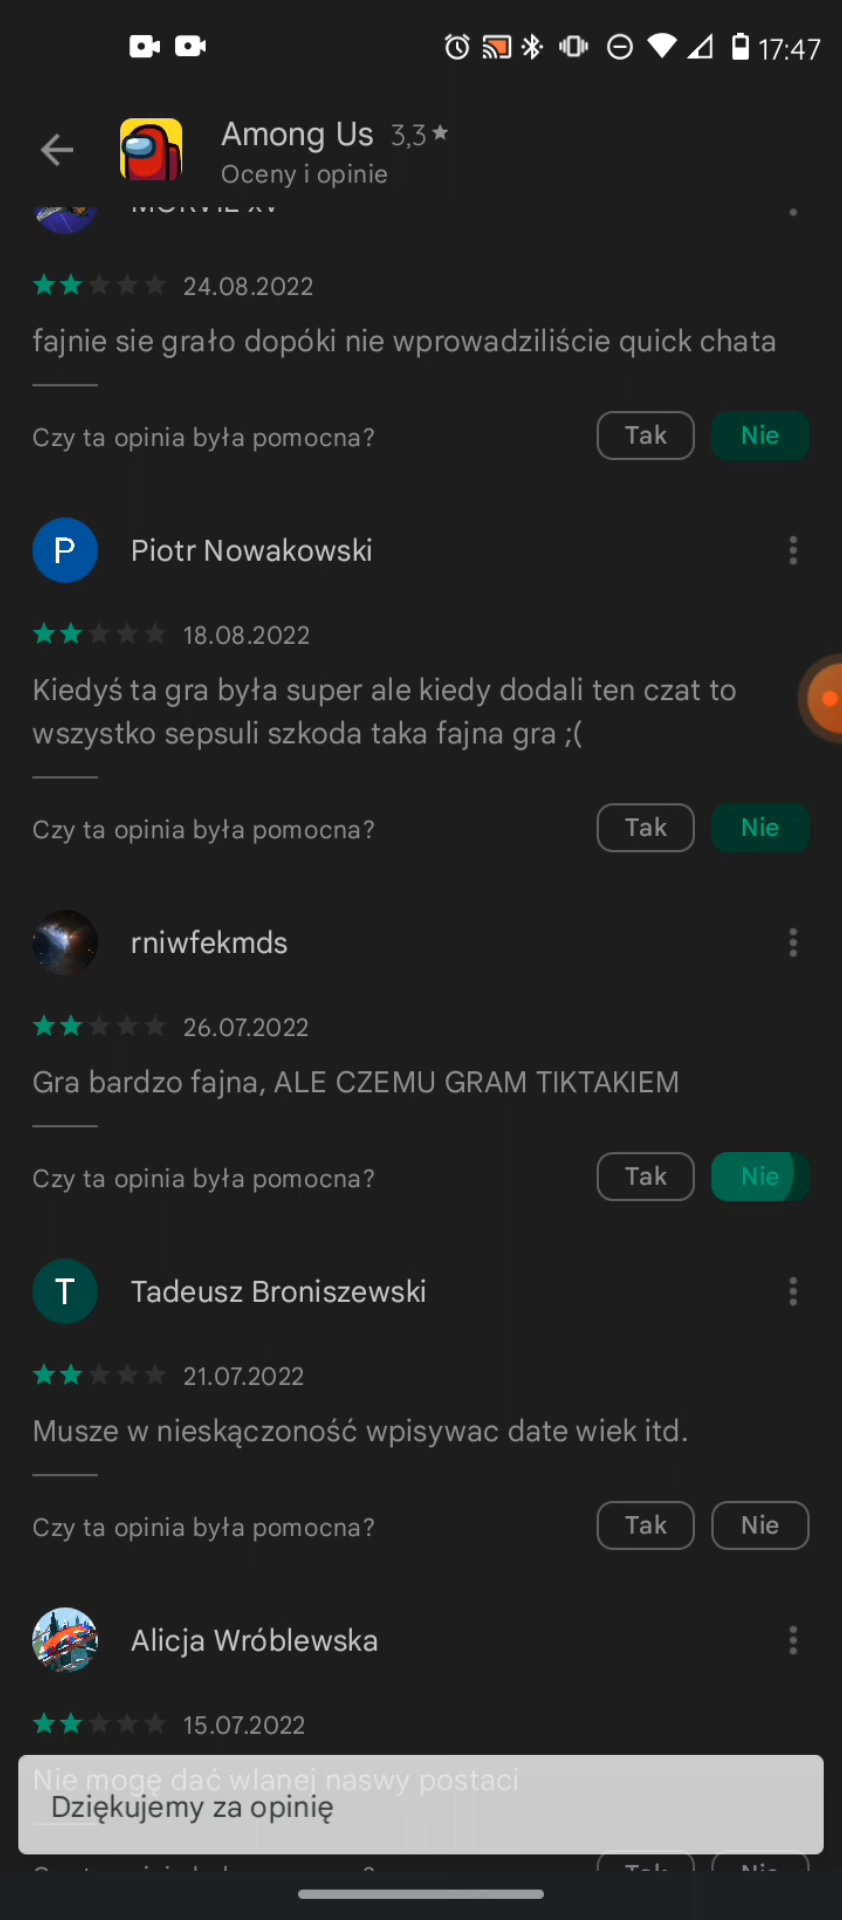 17:47
Among Us 3,3★
Oceny i opinie
24.08.2022
fajnie sie grało dopóki nie wprowadziliście quick chata
Czy ta opinia była pomocna? Tak Nie
P Piotr Nowakowski
18.08.2022
Kiedyś ta gra była super ale kiedy dodali ten czat to
wszystko sepsuli szkoda taka fajna gra ;(
Czy ta opinia była pomocna? Tak Nie
rniwfekmds
26.07.2022
Gra bardzo fajna, ALE CZEMU GRAM TIKTAKIEM
Czy ta opinia była pomocna? Tak Nie
T Tadeusz Broniszewski
21.07.2022
Musze w nieskączoność wpisywac date wiek itd.
Czy ta opinia była pomocna? Tak Nie
Alicja Wróblewska
15.07.2022
Nie mogę dać wlanej naswy postaci
Dziękujemy za opinię
Tak Nie